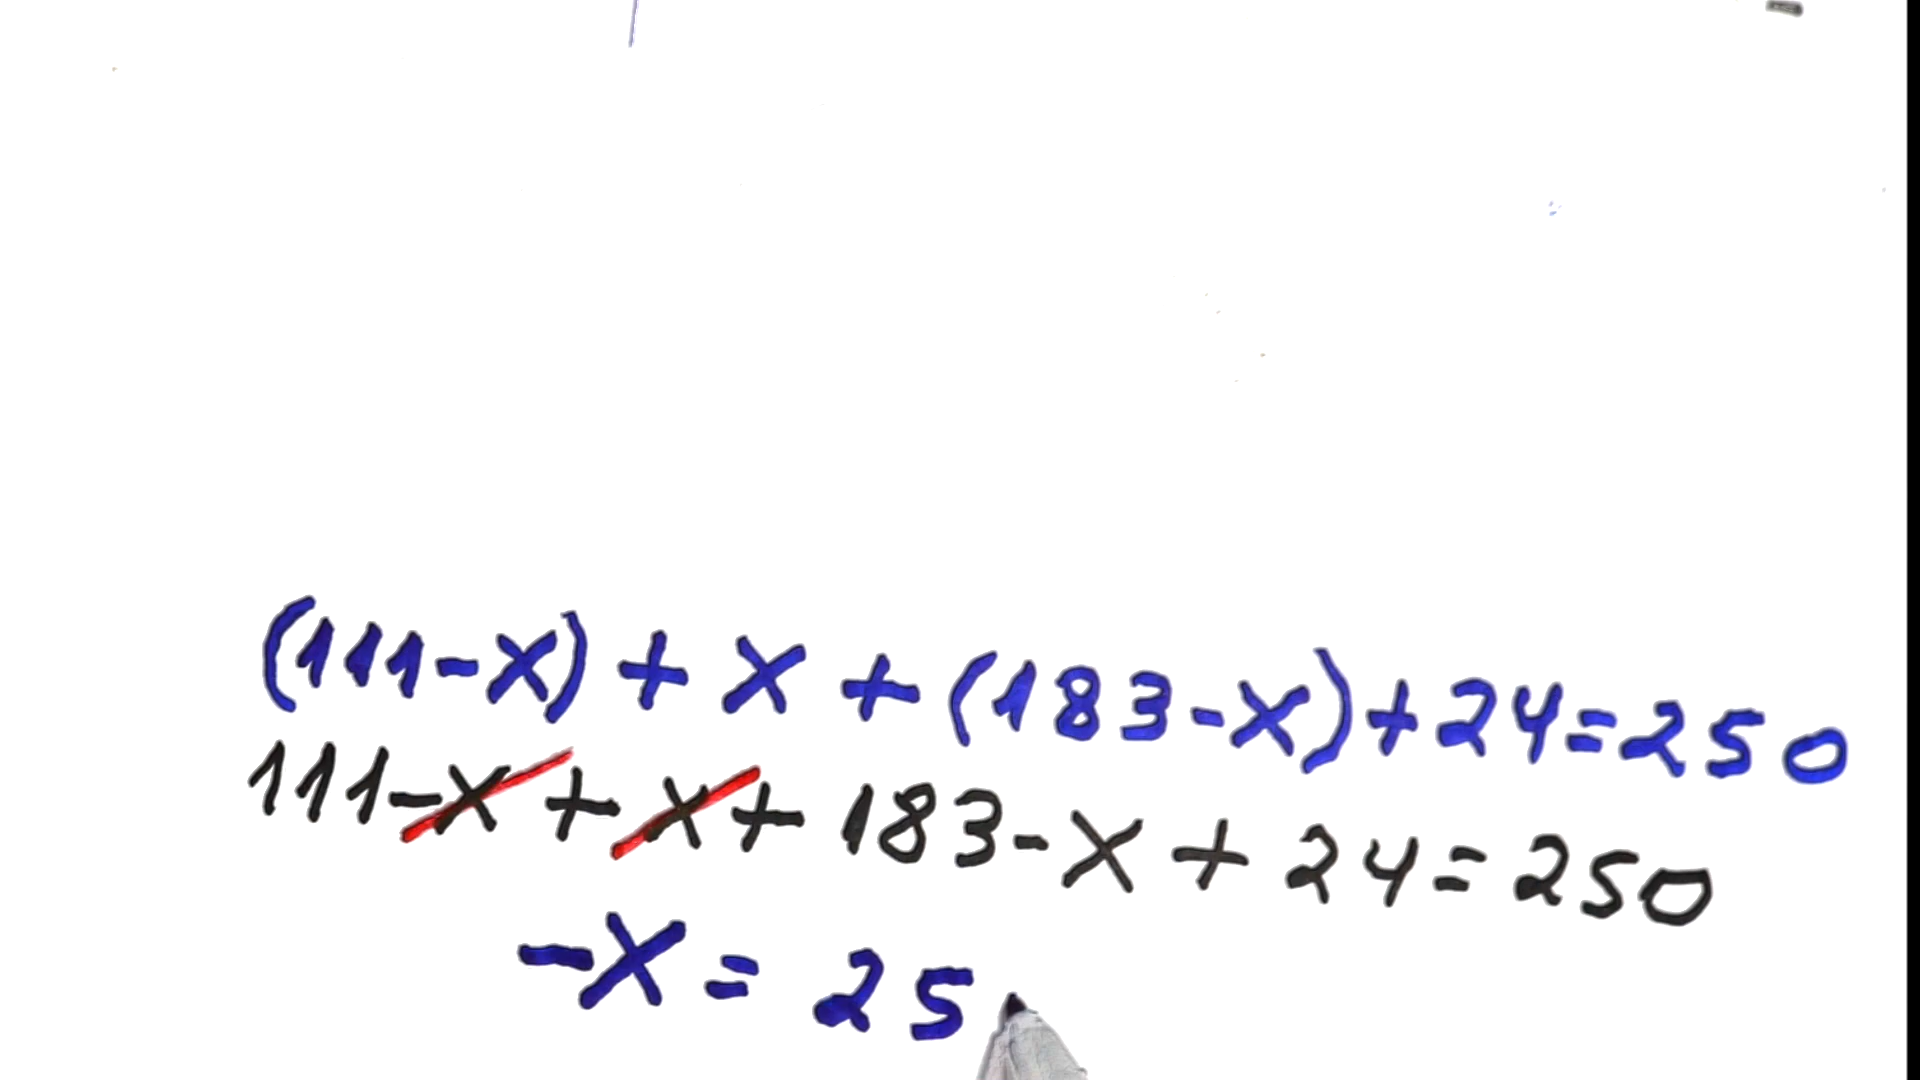 (111-x) + x + (183-x)+24=250
111-x + x + 183-x + 24=250
-x = 25